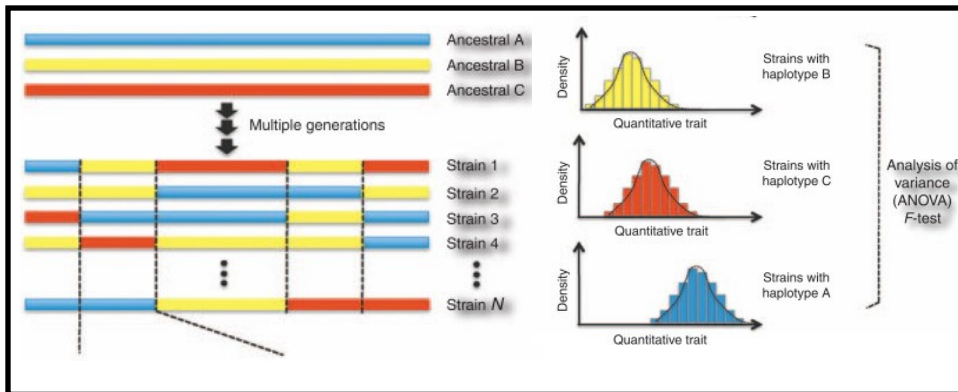 Ancestral A
Ancestral B
Ancestral C
Multiple generations
Strain 1
Strain 2
Strain 3
Strain 4
Strain N
Density
Quantitative trait
Strains with
haplotype B
Density
Quantitative trait
Strains with
haplotype C
Density
Quantitative trait
Strains with
haplotype A
Analysis of
variance
(ANOVA)
F-test